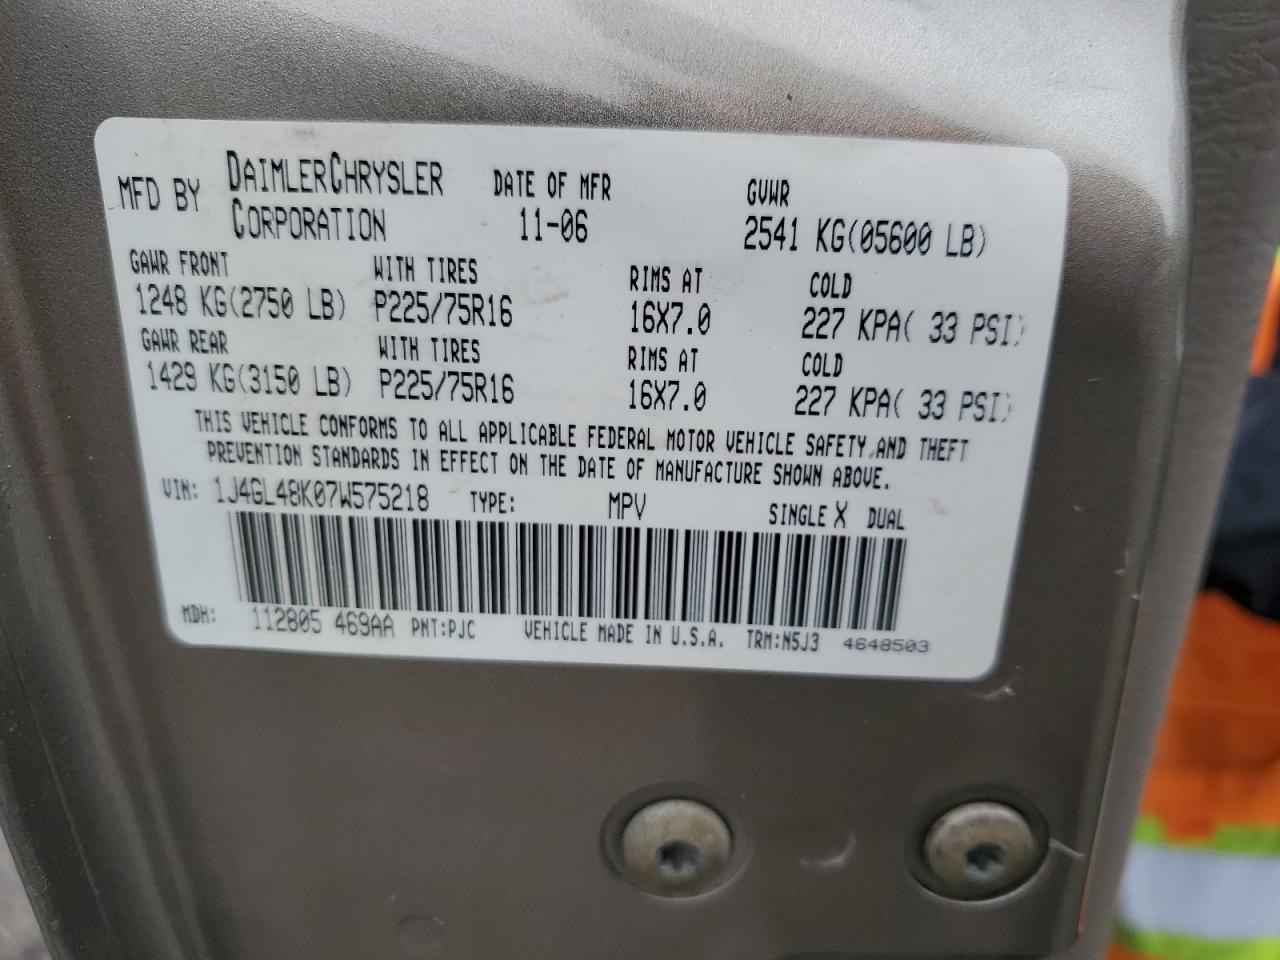 MFD BY DAIMLERCHRYSLER CORPORATION DATE OF MFR 11-06 GVWR 2541 KG(05600 LB)
GAWR FRONT WITH TIRES RIMS AT COLD
1248 KG(2750 LB) P225/75R16 16X7.0 227 KPA( 33 PSI)
GAWR REAR WITH TIRES RIMS AT COLD
1429 KG(3150 LB) P225/75R16 16X7.0 227 KPA( 33 PSI)
THIS VEHICLE CONFORMS TO ALL APPLICABLE FEDERAL MOTOR VEHICLE SAFETY,AND THEFT
PREVENTION STANDARDS IN EFFECT ON THE DATE OF MANUFACTURE SHOWN ABOVE.
VIN: 1J4GL48K07W575218 TYPE: MPV SINGLE X DUAL
MDH: 112805 469AA PNT:PJC VEHICLE MADE IN U.S.A. TRM:N5J3 4648503